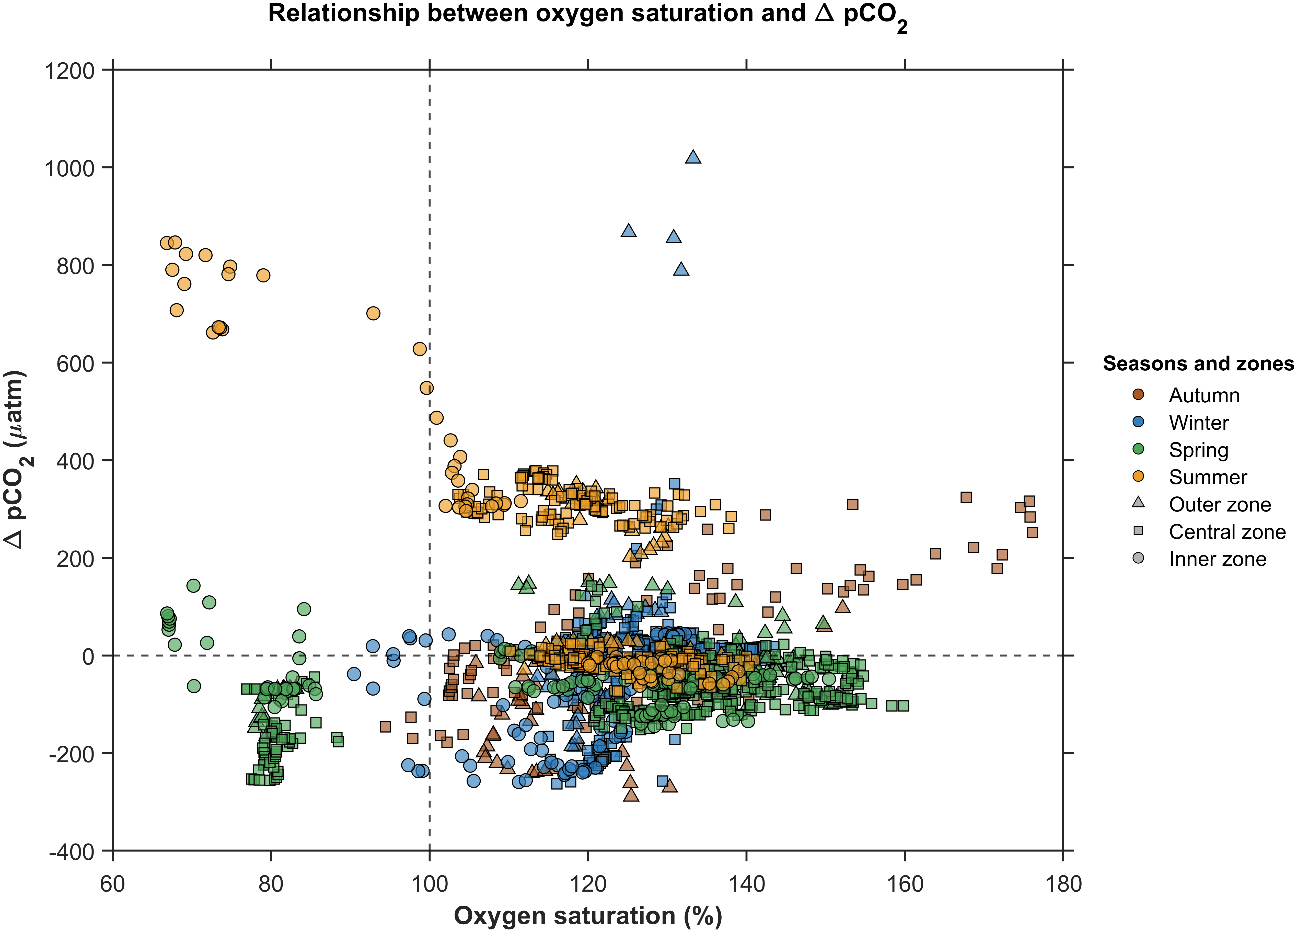 Relationship between oxygen saturation and Δ pCO2
1200
1000
800
600
400
200
0
-200
-400
Δ pCO2 (μatm)
60 80 100 120 140 160 180
Oxygen saturation (%)
Seasons and zones
Autumn
Winter
Spring
Summer
Outer zone
Central zone
Inner zone